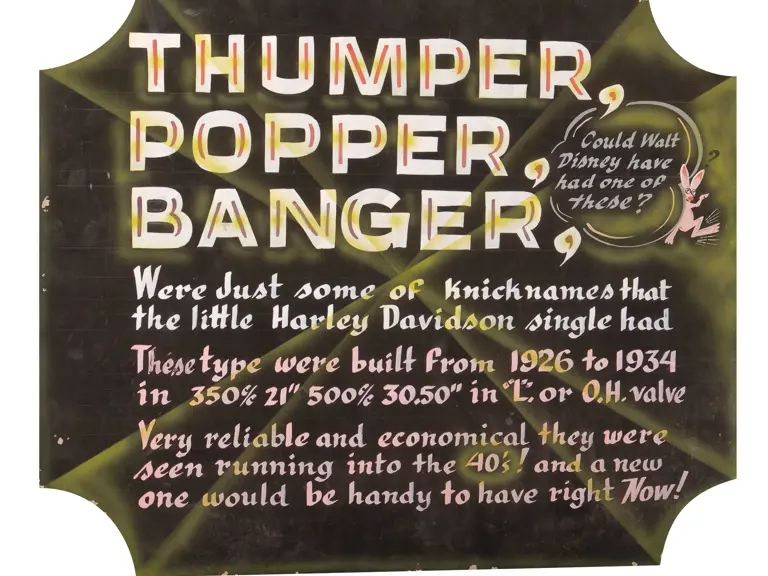 THUMPER,
POPPER,
BANGER,
Could Walt
Disney have
had one of
these?
?
Were Just some of knicknames that
the little Harley Davidson single had
These type were built from 1926 to 1934
in 350% 21" 500% 30.50" in "L". or O.H. valve
Very reliable and economical they were
seen running into the 40's! and a new
one would be handy to have right Now!